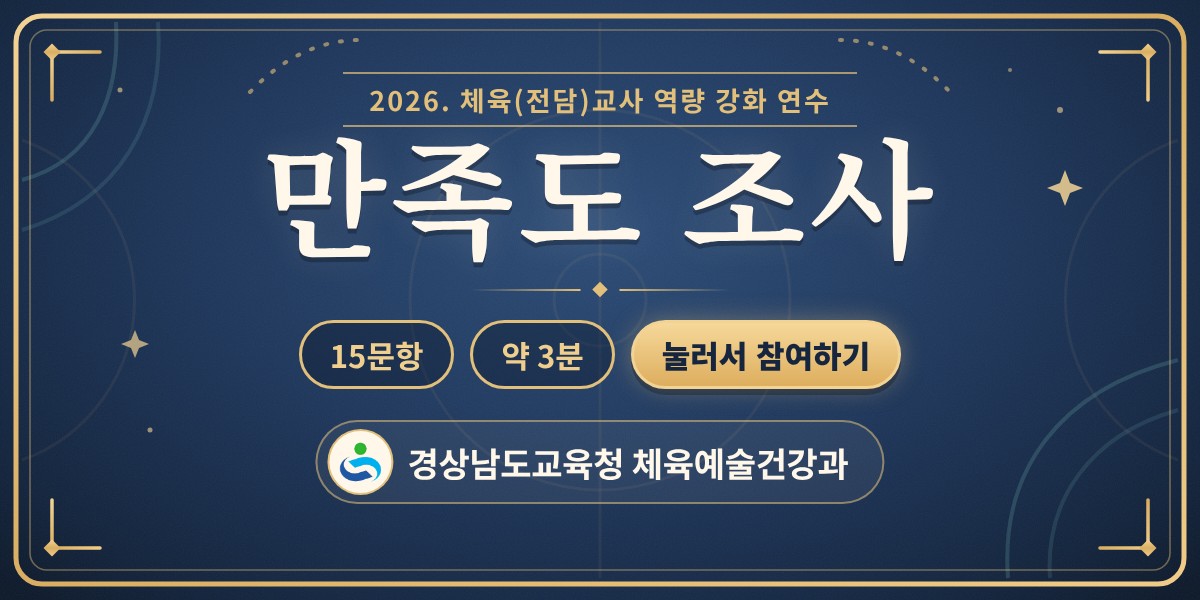 2026. 체육(전담)교사 역량 강화 연수
만족도 조사
15문항
약 3분
눌러서 참여하기
경상남도교육청 체육예술건강과